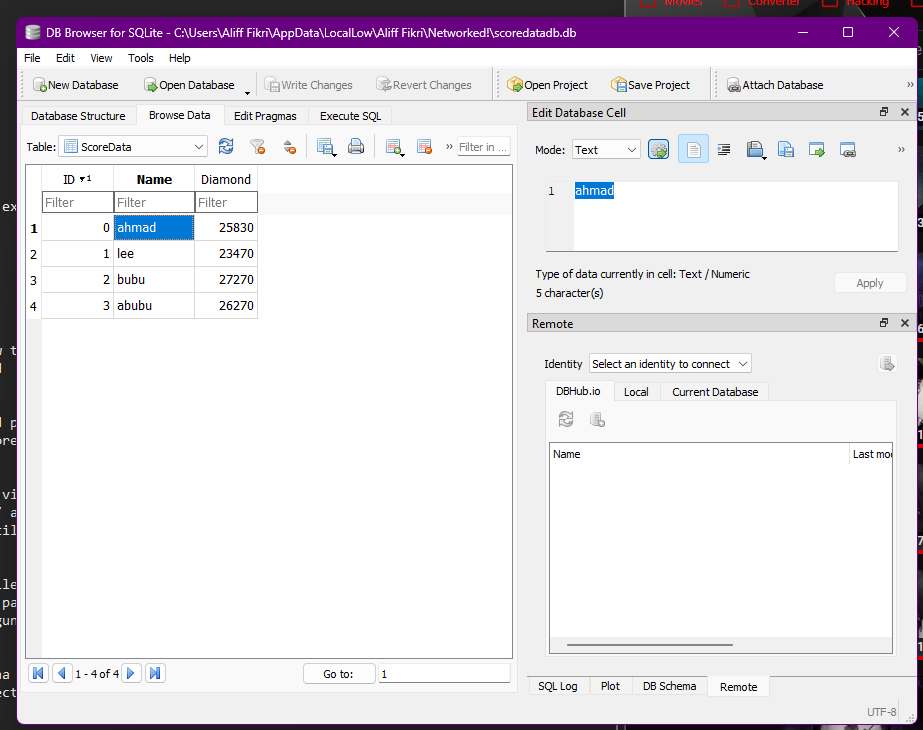 Movies Converter Hacking
DB Browser for SQLite - C:\Users\Aliff Fikri\AppData\LocalLow\Aliff Fikri\Networked!\scoredatadb.db
File Edit View Tools Help
New Database Open Database Write Changes Revert Changes Open Project Save Project Attach Database »
Database Structure Browse Data Edit Pragmas Execute SQL
Table: ScoreData » Filter in ...
ID 1 Name Diamond
Filter Filter Filter
1 0 ahmad 25830
2 1 lee 23470
3 2 bubu 27270
4 3 abubu 26270
1 - 4 of 4 Go to: 1
Edit Database Cell
Mode: Text »
1 ahmad
Type of data currently in cell: Text / Numeric
5 character(s)
Apply
Remote
Identity Select an identity to connect
DBHub.io Local Current Database
Name Last mod
SQL Log Plot DB Schema Remote
UTF-8